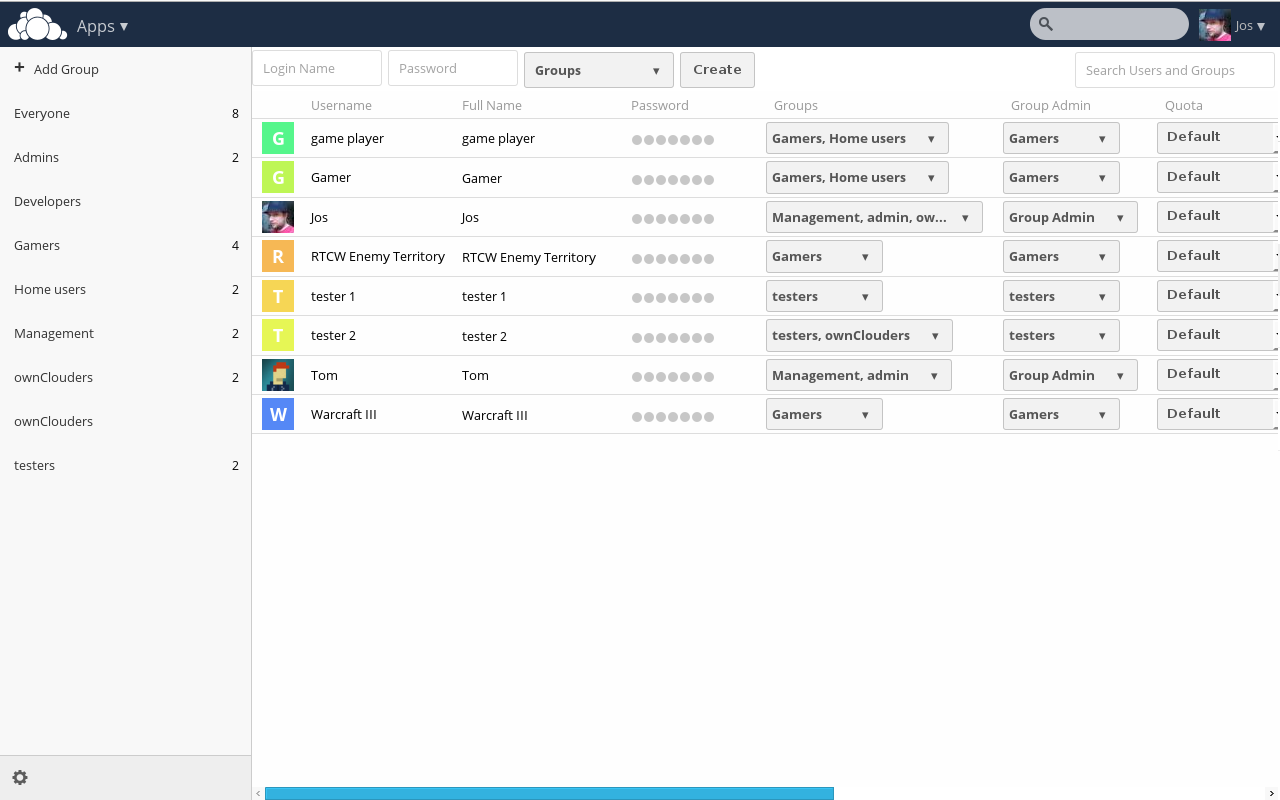 Apps ▼
Jos ▼
+ Add Group
Everyone 8
Admins 2
Developers
Gamers 4
Home users 2
Management 2
ownClouders 2
ownClouders
testers 2
Login Name Password Groups ▼ Create Search Users and Groups
Username Full Name Password Groups Group Admin Quota
G game player game player ●●●●●●● Gamers, Home users ▼ Gamers ▼ Default
G Gamer Gamer ●●●●●●● Gamers, Home users ▼ Gamers ▼ Default
Jos Jos ●●●●●●● Management, admin, ow... ▼ Group Admin ▼ Default
R RTCW Enemy Territory RTCW Enemy Territory ●●●●●●● Gamers ▼ Gamers ▼ Default
T tester 1 tester 1 ●●●●●●● testers ▼ testers ▼ Default
T tester 2 tester 2 ●●●●●●● testers, ownClouders ▼ testers ▼ Default
Tom Tom ●●●●●●● Management, admin ▼ Group Admin ▼ Default
W Warcraft III Warcraft III ●●●●●●● Gamers ▼ Gamers ▼ Default